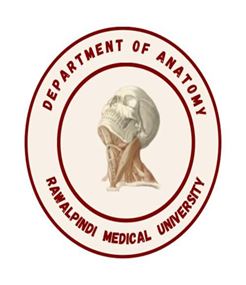 DEPARTMENT OF ANATOMY
RAWALPINDI MEDICAL UNIVERSITY